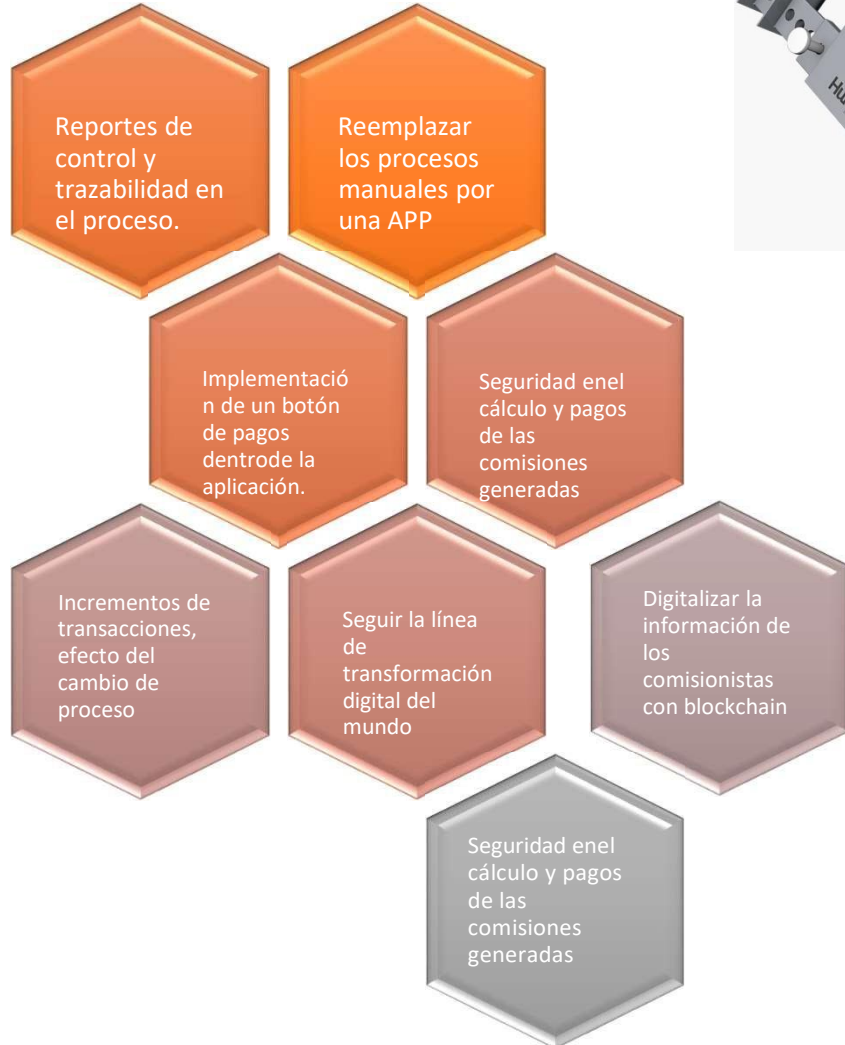 Reportes de
control y
trazabilidad en
el proceso.
Reemplazar
los procesos
manuales por
una APP
Implementació
n de un botón
de pagos
dentrode la
aplicación.
Seguridad enel
cálculo y pagos
de las
comisiones
generadas
Incrementos de
transacciones,
efecto del
cambio de
proceso
Seguir la línea
de
transformación
digital del
mundo
Digitalizar la
información de
los
comisionistas
con blockchain
Seguridad enel
cálculo y pagos
de las
comisiones
generadas